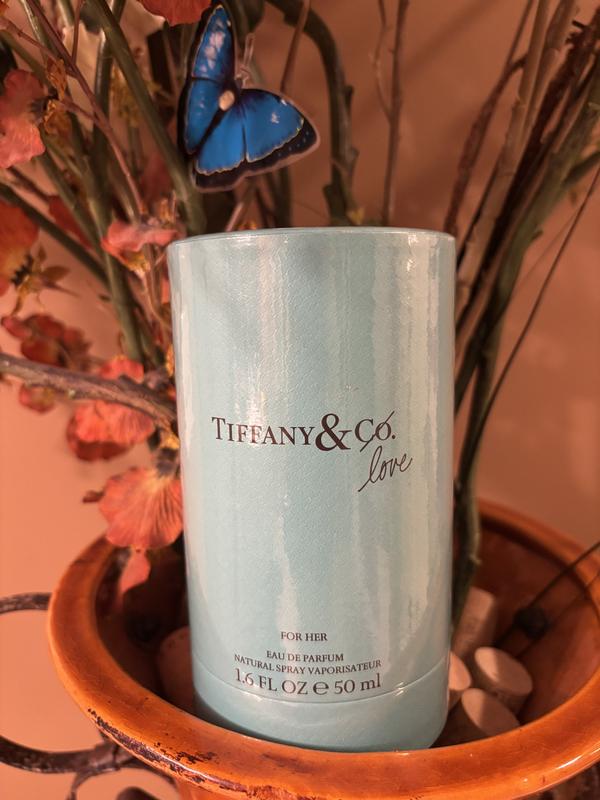 TIFFANY & CO.
love
FOR HER
EAU DE PARFUM
NATURAL SPRAY VAPORISATEUR
1.6 FL OZ ℮ 50 ml